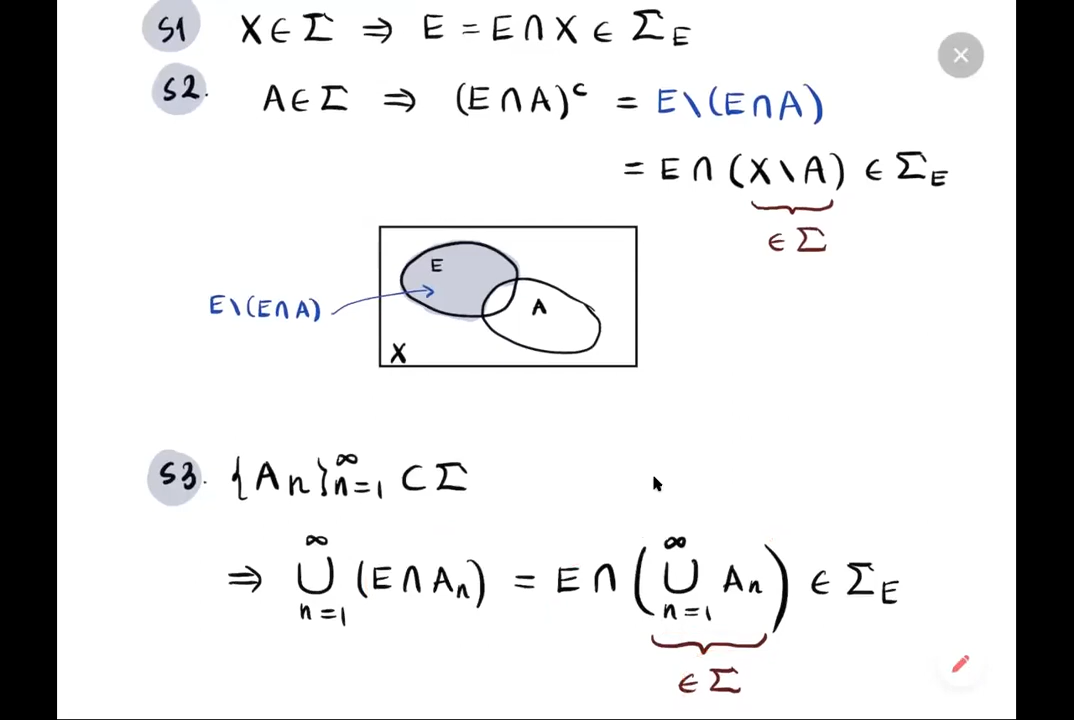 S1 X ∈ Σ ⇒ E = E ∩ X ∈ Σ_E
S2. A ∈ Σ ⇒ (E ∩ A)^c = E \ (E ∩ A)
= E ∩ (X \ A) ∈ Σ_E
∈ Σ
E
E \ (E ∩ A)
A
X
S3. {A_n}_{n=1}^∞ ⊂ Σ
⇒ ⋃_{n=1}^∞ (E ∩ A_n) = E ∩ (⋃_{n=1}^∞ A_n) ∈ Σ_E
∈ Σ